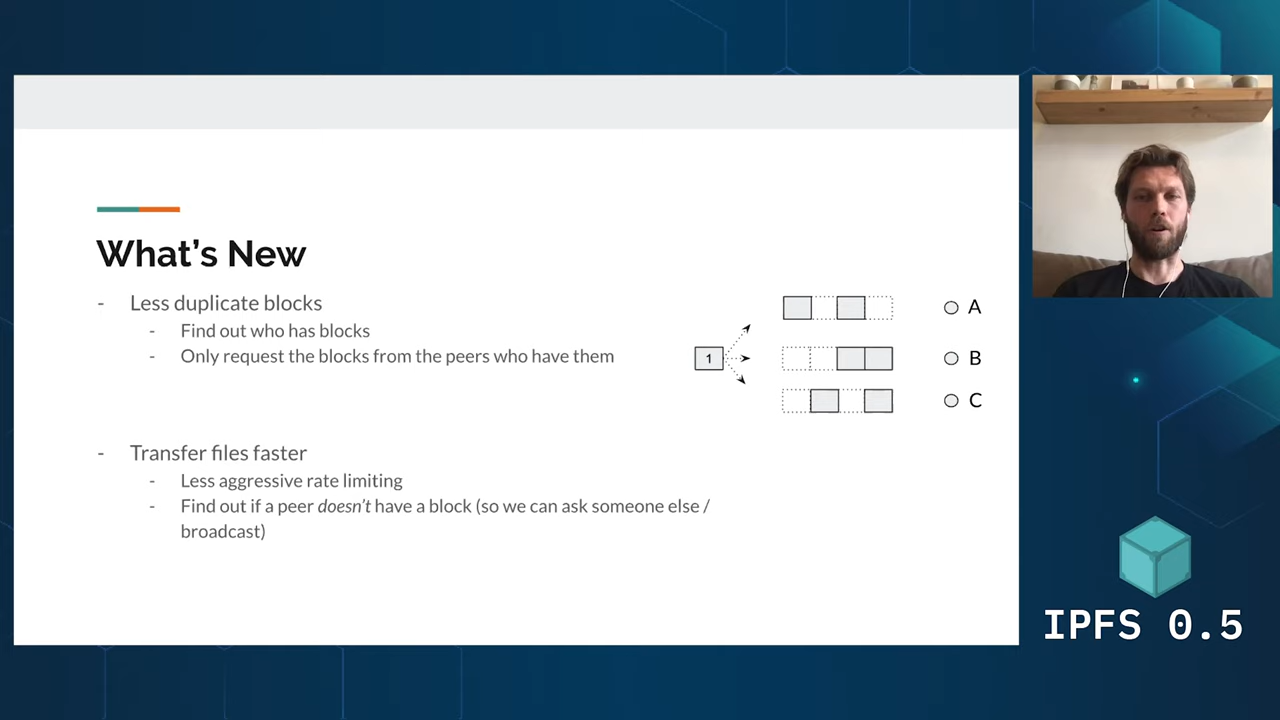 What's New
- Less duplicate blocks
- Find out who has blocks
- Only request the blocks from the peers who have them
1
A
B
C
- Transfer files faster
- Less aggressive rate limiting
- Find out if a peer doesn't have a block (so we can ask someone else /
broadcast)
IPFS 0.5